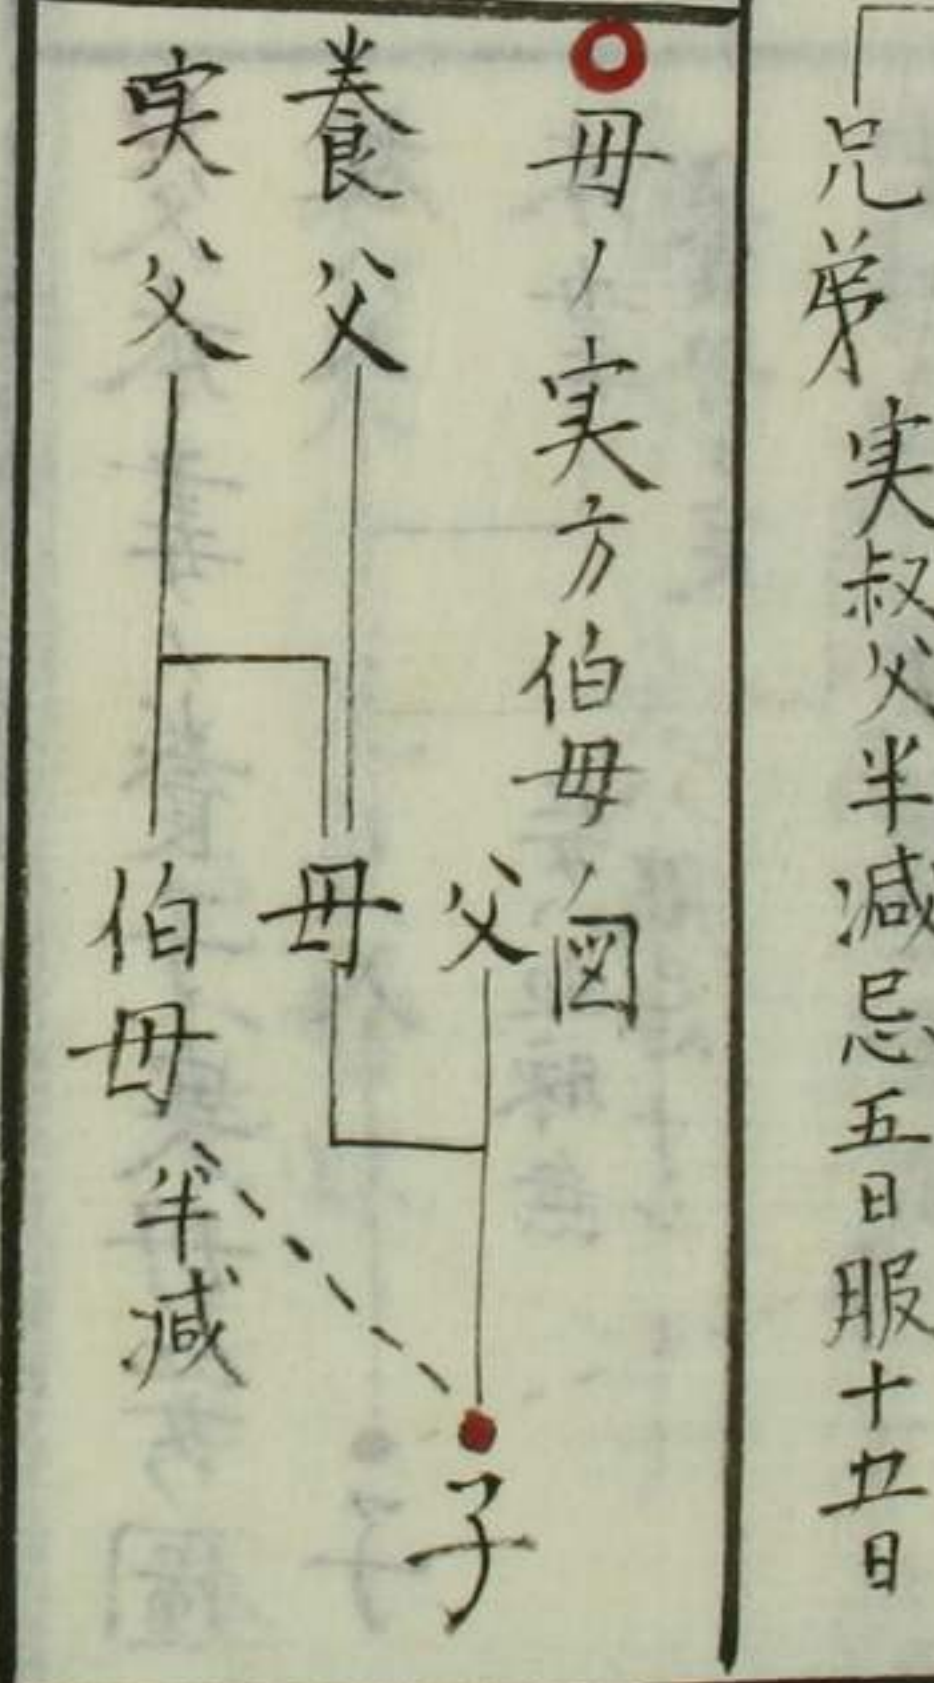 兄弟
実叔父半減忌五日服十五日
母ノ実方伯母ノ図
父
子
養父
母
実父
伯母
半減